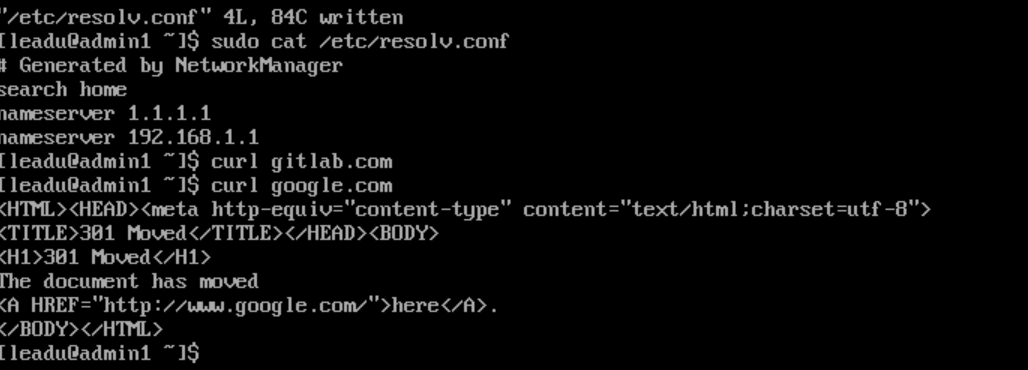 "/etc/resolv.conf" 4L, 84C written
[leadu@admin1 ~]$ sudo cat /etc/resolv.conf
# Generated by NetworkManager
search home
nameserver 1.1.1.1
nameserver 192.168.1.1
[leadu@admin1 ~]$ curl gitlab.com
[leadu@admin1 ~]$ curl google.com
<HTML><HEAD><meta http-equiv="content-type" content="text/html;charset=utf-8">
<TITLE>301 Moved</TITLE></HEAD><BODY>
<H1>301 Moved</H1>
The document has moved
<A HREF="http://www.google.com/">here</A>.
</BODY></HTML>
[leadu@admin1 ~]$